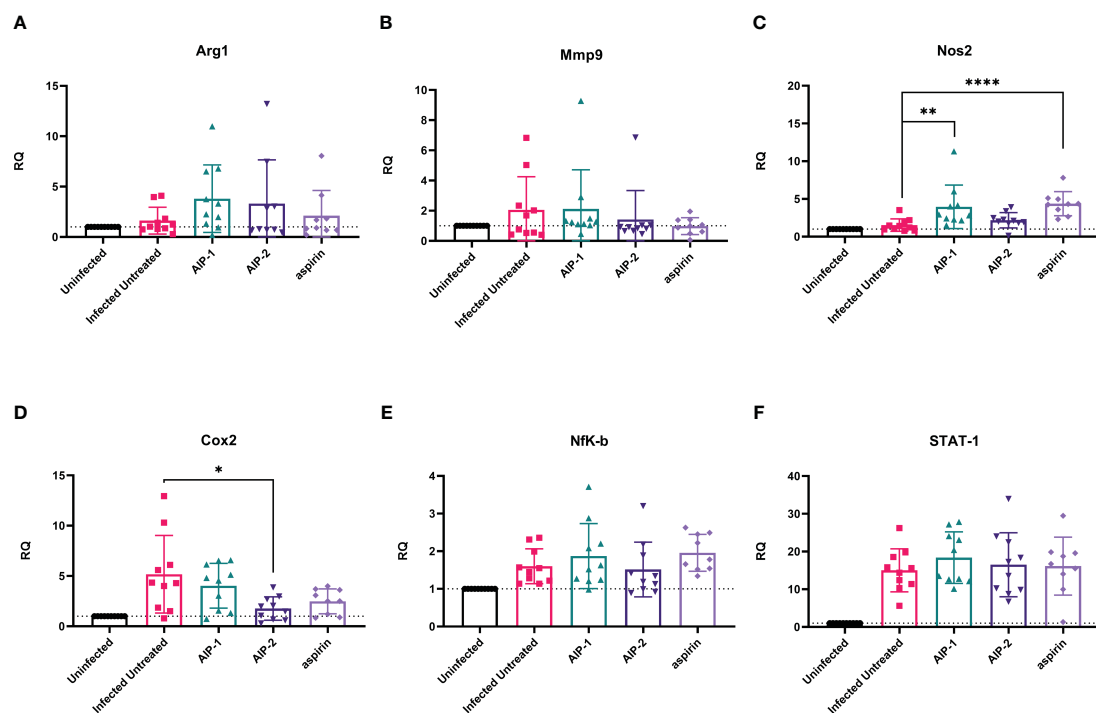 A
Arg1
RQ
15
10
5
0
Uninfected
Infected Untreated
AIP-1
AIP-2
aspirin
B
Mmp9
RQ
10
8
6
4
2
0
Uninfected
Infected Untreated
AIP-1
AIP-2
aspirin
C
Nos2
RQ
20
15
10
5
0
**
****
Uninfected
Infected Untreated
AIP-1
AIP-2
aspirin
D
Cox2
RQ
15
10
5
0
*
Uninfected
Infected Untreated
AIP-1
AIP-2
aspirin
E
NfK-b
RQ
4
3
2
1
0
Uninfected
Infected Untreated
AIP-1
AIP-2
aspirin
F
STAT-1
RQ
40
30
20
10
0
Uninfected
Infected Untreated
AIP-1
AIP-2
aspirin